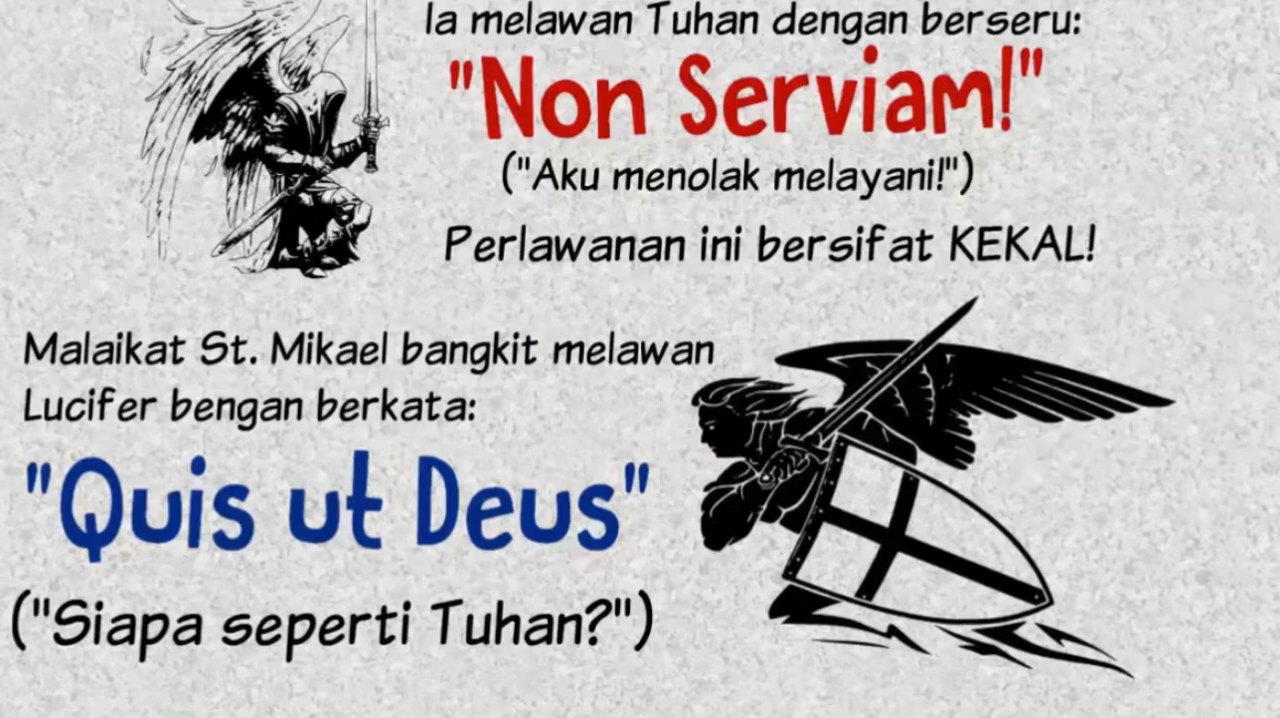 Ia melawan Tuhan dengan berseru:
"Non Serviam!"
("Aku menolak melayani!")
Perlawanan ini bersifat KEKAL!
Malaikat St. Mikael bangkit melawan
Lucifer bengan berkata:
"Quis ut Deus"
("Siapa seperti Tuhan?")